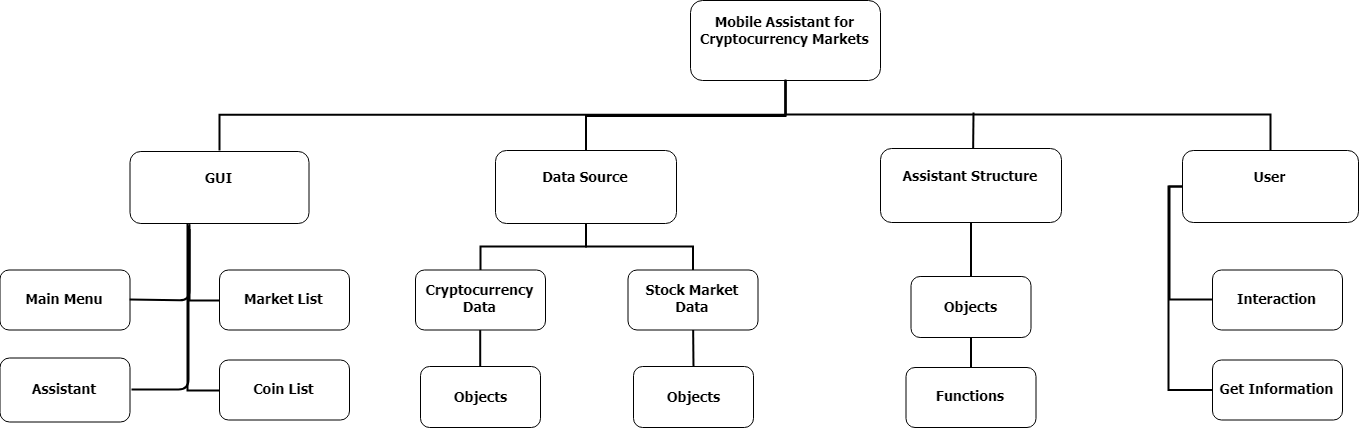 Mobile Assistant for
Cryptocurrency Markets
GUI
Data Source
Assistant Structure
User
Main Menu
Market List
Cryptocurrency
Data
Stock Market
Data
Objects
Interaction
Assistant
Coin List
Objects
Objects
Functions
Get Information